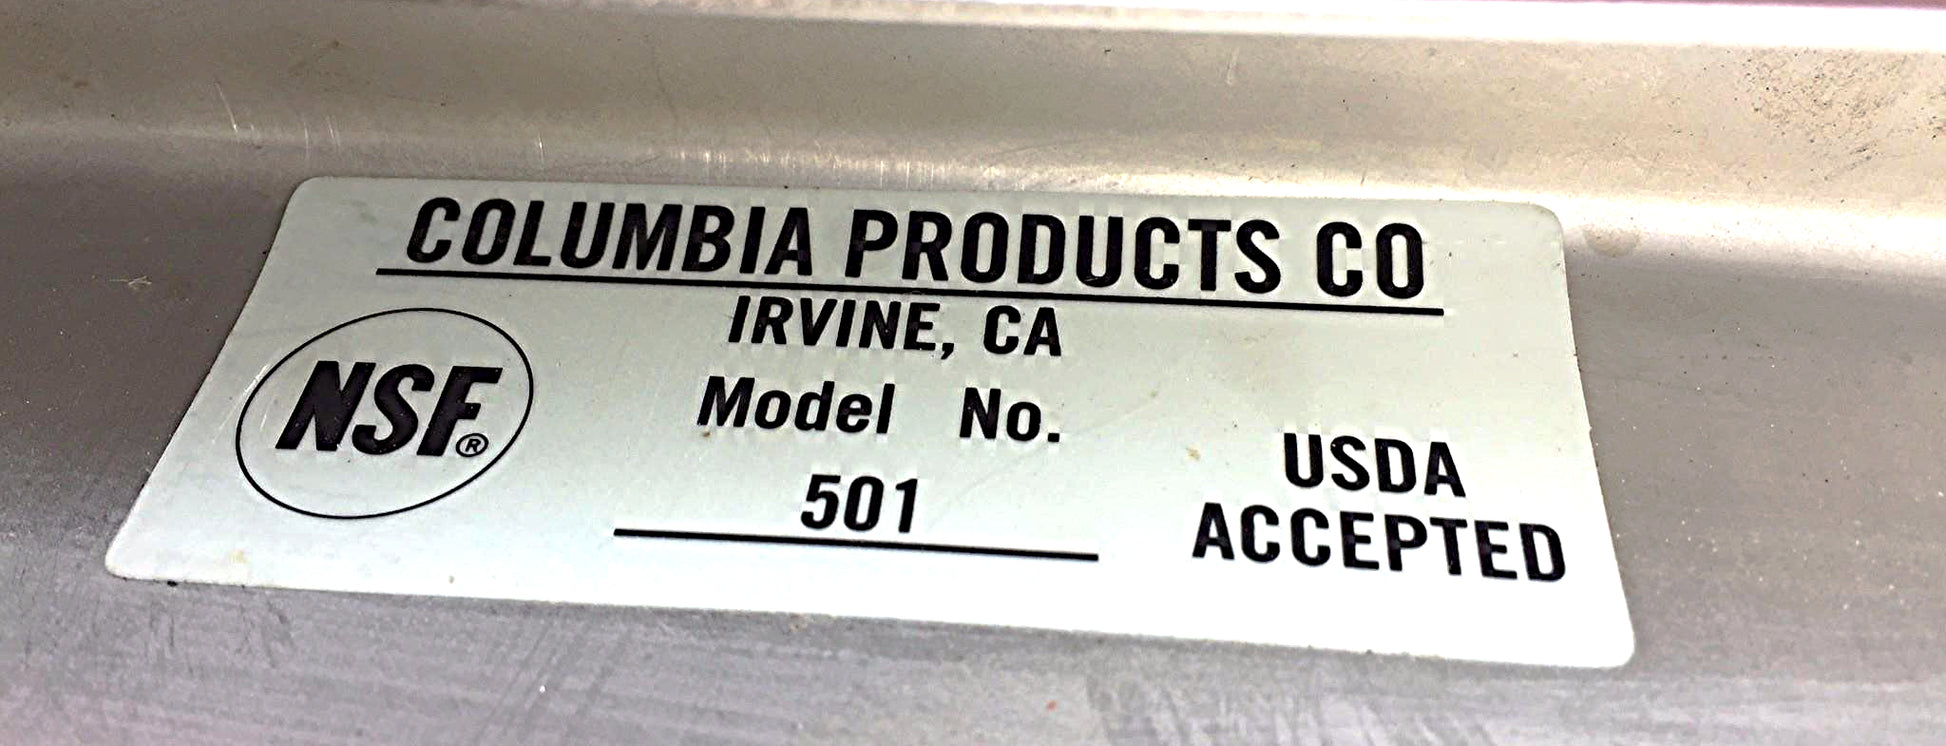 COLUMBIA PRODUCTS CO
IRVINE, CA
NSF®
Model No.
501
USDA
ACCEPTED